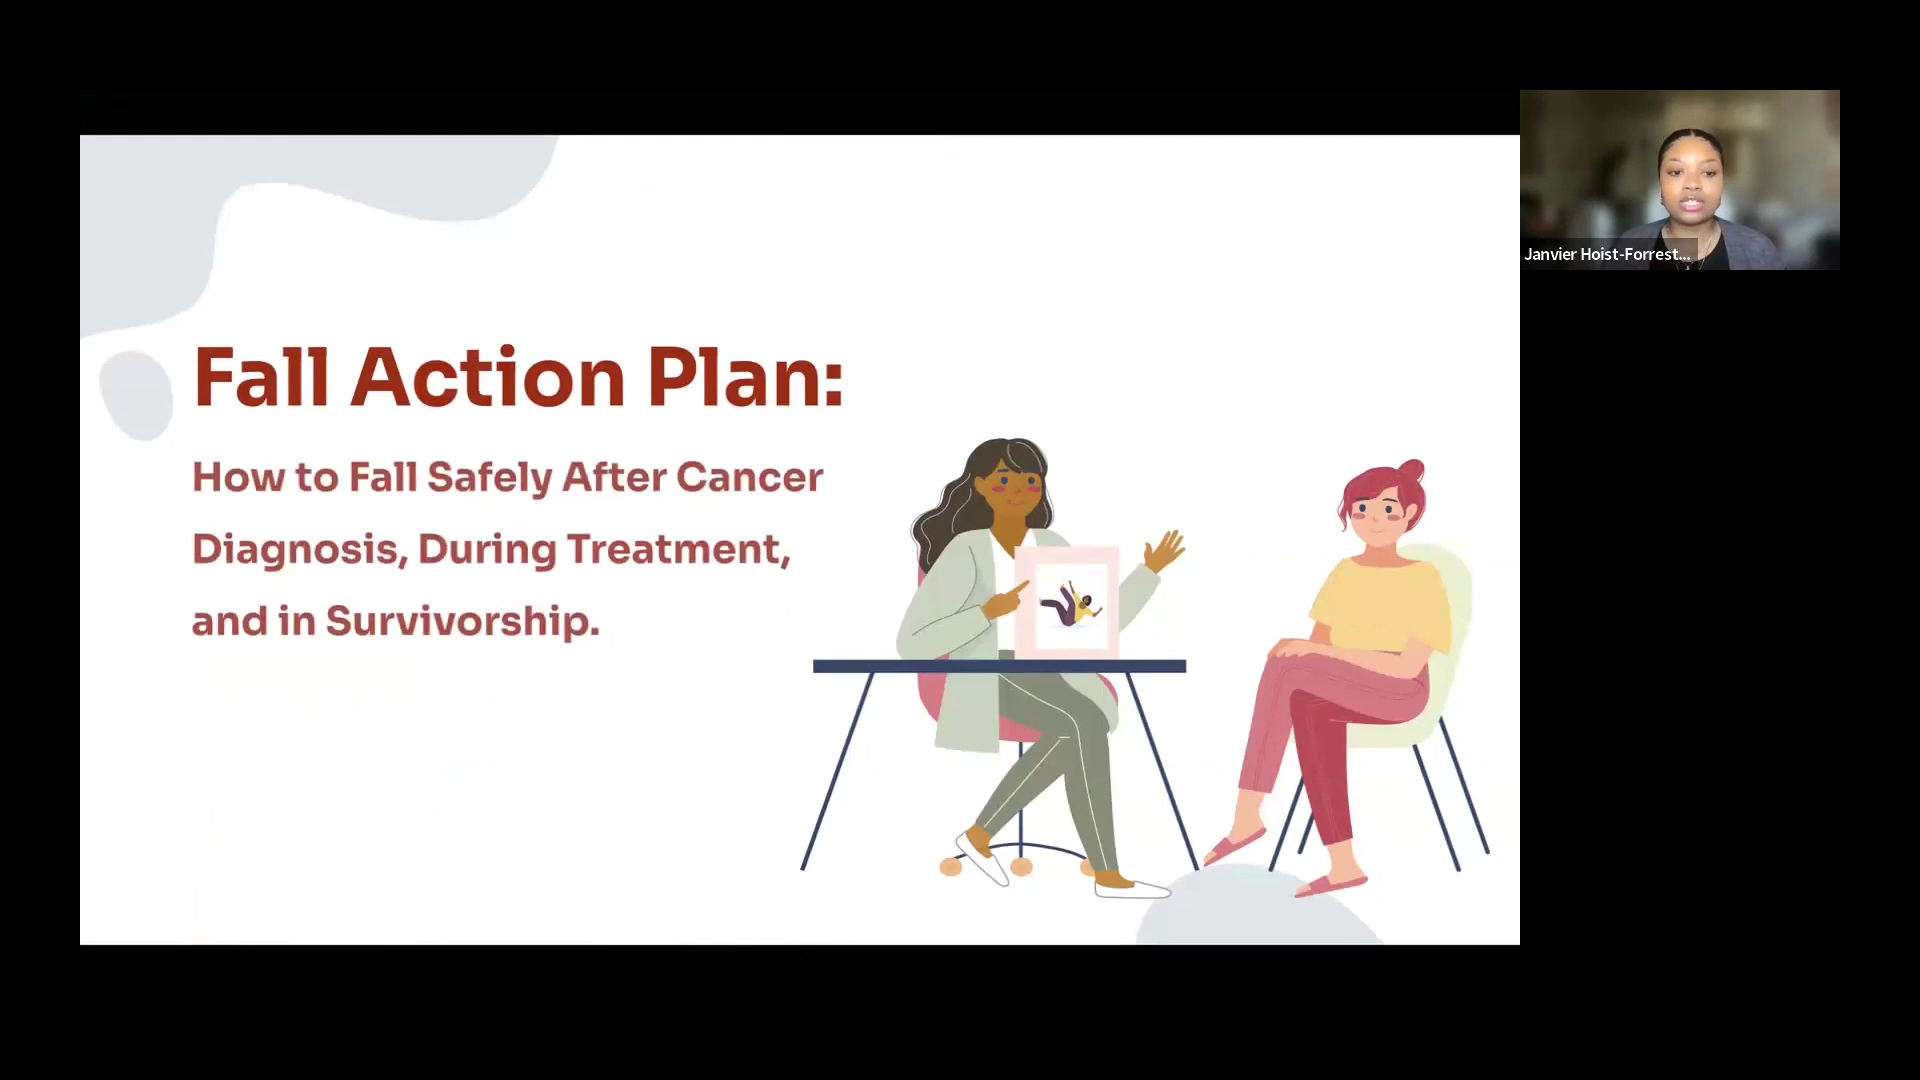 Fall Action Plan:
How to Fall Safely After Cancer
Diagnosis, During Treatment,
and in Survivorship.
Janvier Hoist-Forrest...